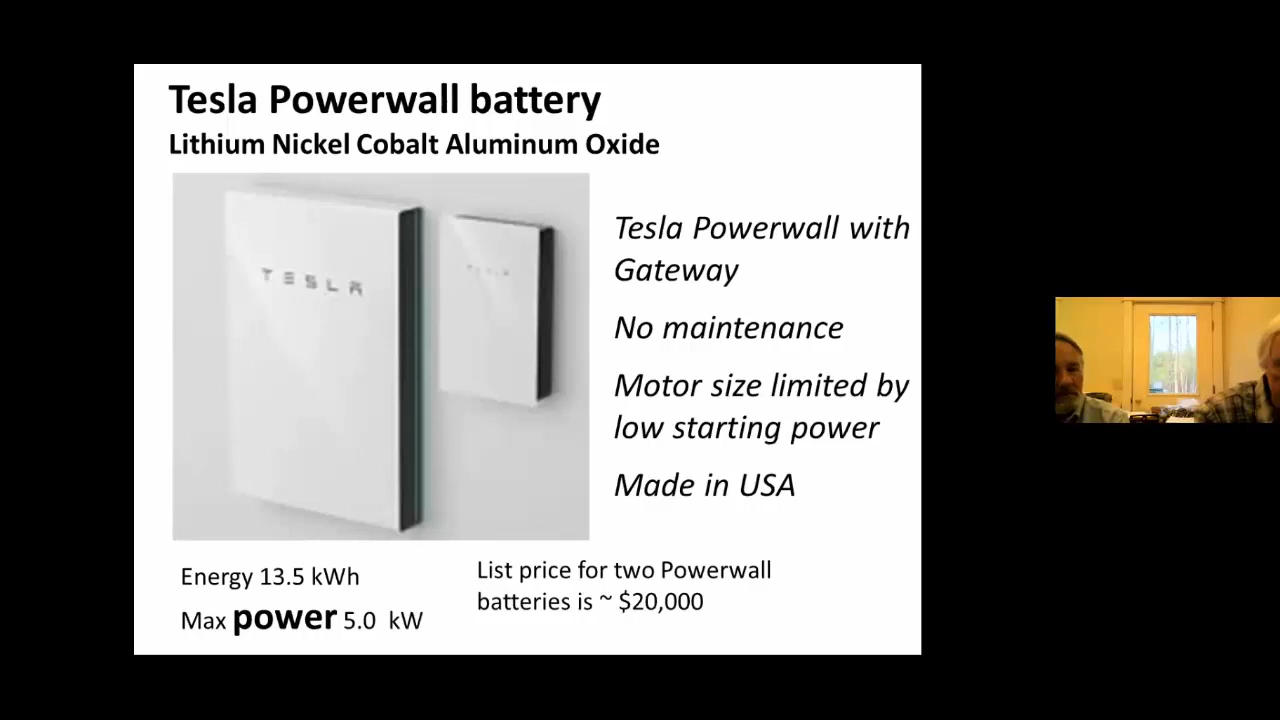 Tesla Powerwall battery
Lithium Nickel Cobalt Aluminum Oxide
TESLA
TESLA
Tesla Powerwall with
Gateway
No maintenance
Motor size limited by
low starting power
Made in USA
Energy 13.5 kWh
Max power 5.0 kW
List price for two Powerwall
batteries is ~ $20,000